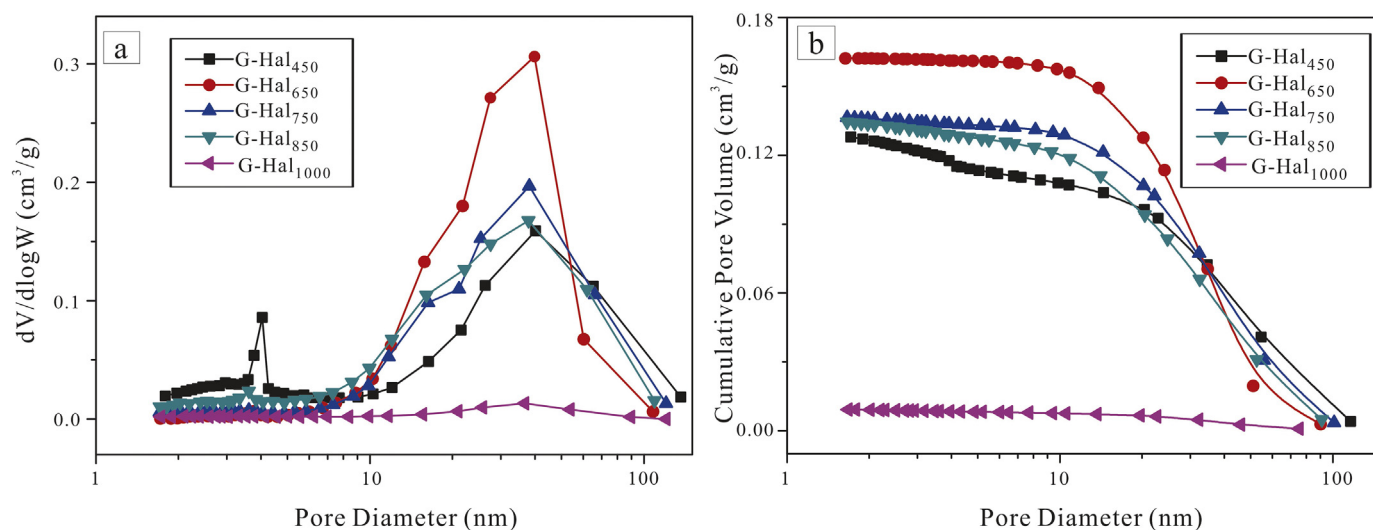 a
G-Hal450
G-Hal650
G-Hal750
G-Hal850
G-Hal1000
dV/dlogW (cm³/g)
0.3
0.2
0.1
0.0
1
10
100
Pore Diameter (nm)
b
G-Hal450
G-Hal650
G-Hal750
G-Hal850
G-Hal1000
Cumulative Pore Volume (cm³/g)
0.18
0.12
0.06
0.00
1
10
100
Pore Diameter (nm)